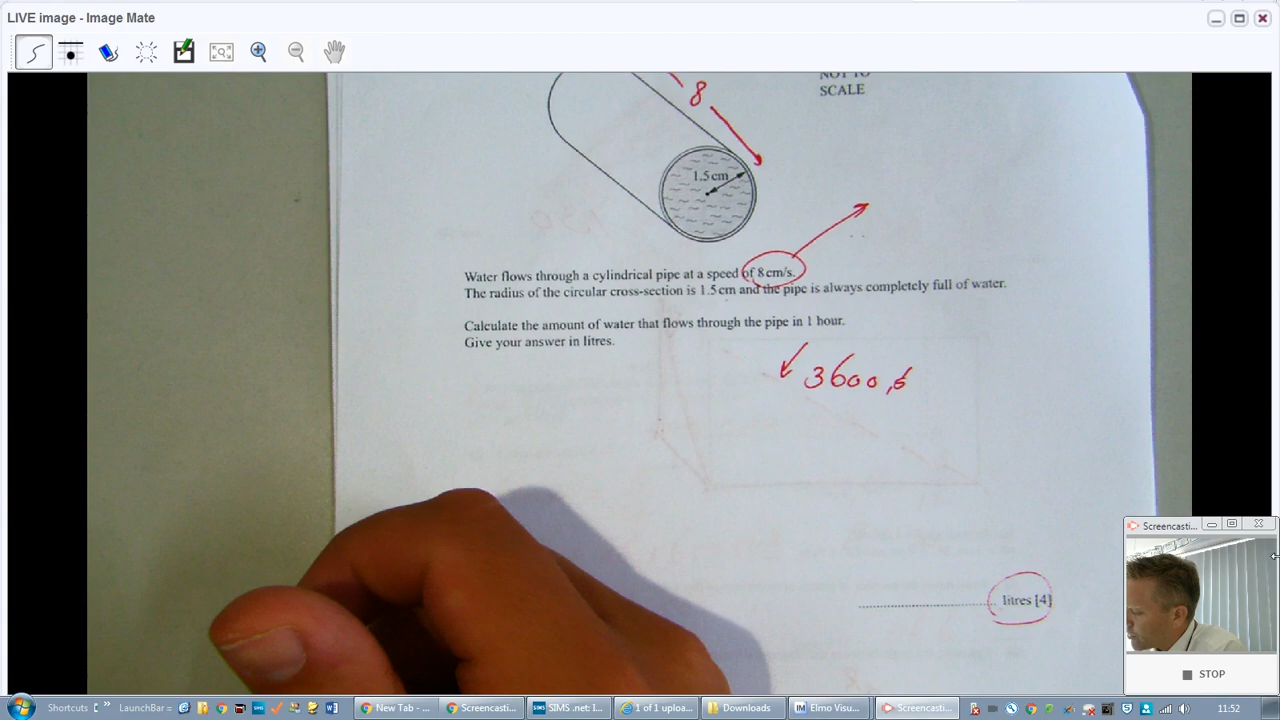 LIVE image - Image Mate
NOT TO
SCALE
8
1.5 cm
Water flows through a cylindrical pipe at a speed of 8 cm/s.
The radius of the circular cross-section is 1.5 cm and the pipe is always completely full of water.
Calculate the amount of water that flows through the pipe in 1 hour.
Give your answer in litres.
3600
litres [4]
Screencasti...
STOP
Shortcuts
LaunchBar
New Tab - ...
Screencasti...
SIMS .net: I...
1 of 1 uploa...
Downloads
Elmo Visu...
Screencasti...
11:52